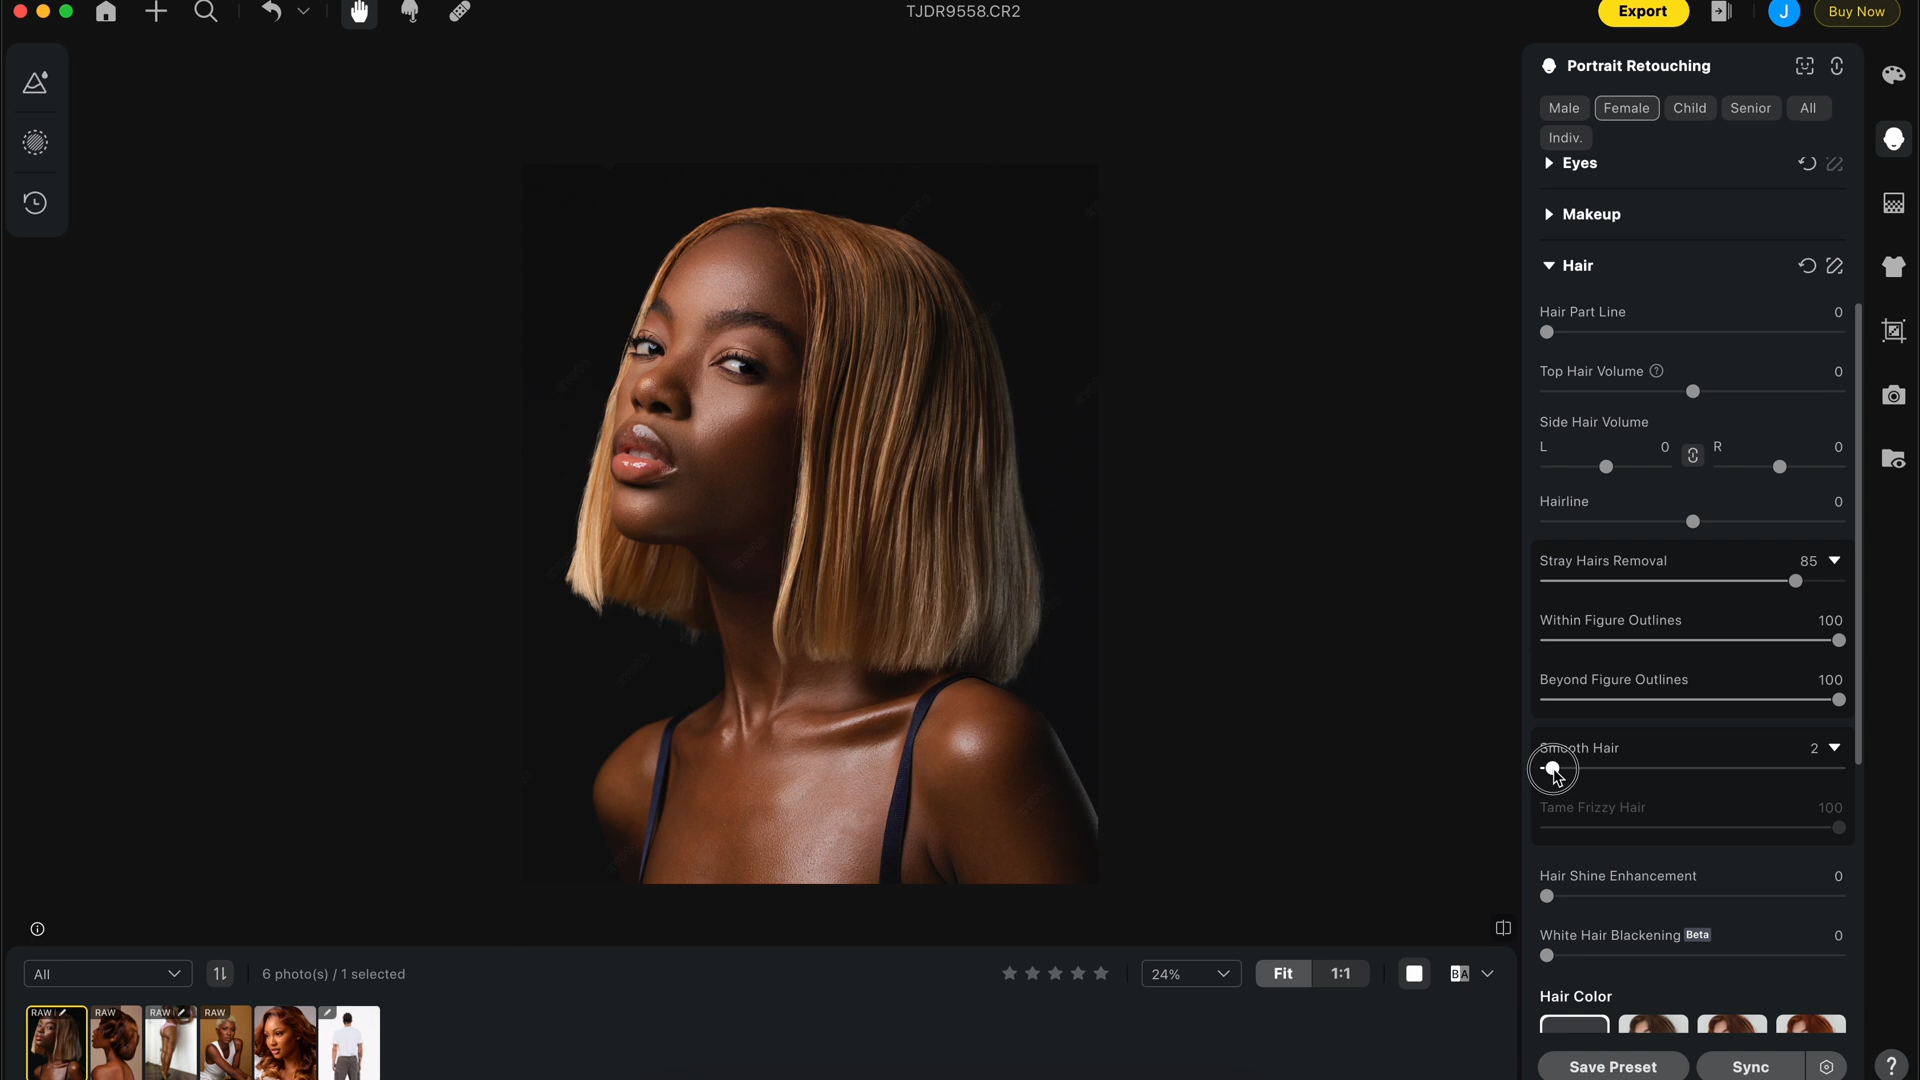 TJDR9558.CR2
Export
J
Buy Now
Portrait Retouching
Male
Female
Child
Senior
All
Indiv.
Eyes
Makeup
Hair
Hair Part Line
0
Top Hair Volume ?
0
Side Hair Volume
L
0
R
0
Hairline
0
Stray Hairs Removal
85
Within Figure Outlines
100
Beyond Figure Outlines
100
Smooth Hair
2
Tame Frizzy Hair
100
Hair Shine Enhancement
0
White Hair Blackening Beta
0
Hair Color
Save Preset
Sync
?
All
6 photo(s) / 1 selected
24%
Fit
1:1
BA
RAW
RAW
RAW
RAW